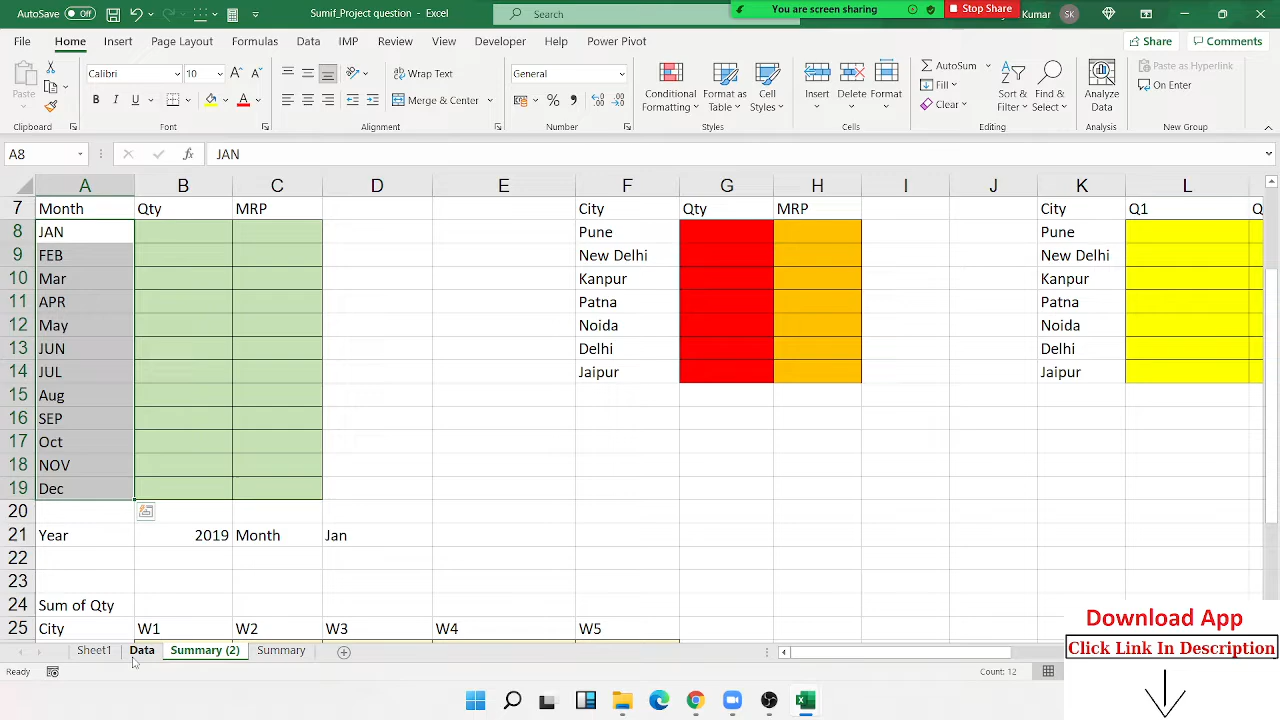 AutoSave Off Sumif_Project question - Excel Search You are screen sharing Stop Share Kumar SK
File Home Insert Page Layout Formulas Data IMP Review View Developer Help Power Pivot Share Comments
Calibri 10 Wrap Text General AutoSum Paste as Hyperlink
Paste B I U Merge & Center Conditional Formatting Format as Table Cell Styles Insert Delete Format Fill Clear Sort & Filter Find & Select Analyze Data On Enter
Clipboard Font Alignment Number Styles Cells Editing Analysis New Group
A8 fx JAN
A B C D E F G H I J K L
7 Month Qty MRP City Qty MRP City Q1 Q
8 JAN Pune Pune
9 FEB New Delhi New Delhi
10 Mar Kanpur Kanpur
11 APR Patna Patna
12 May Noida Noida
13 JUN Delhi Delhi
14 JUL Jaipur Jaipur
15 Aug
16 SEP
17 Oct
18 NOV
19 Dec
20
21 Year 2019 Month Jan
22
23
24 Sum of Qty
25 City W1 W2 W3 W4 W5
Sheet1 Data Summary (2) Summary
Ready Count: 12
Download App
Click Link In Description